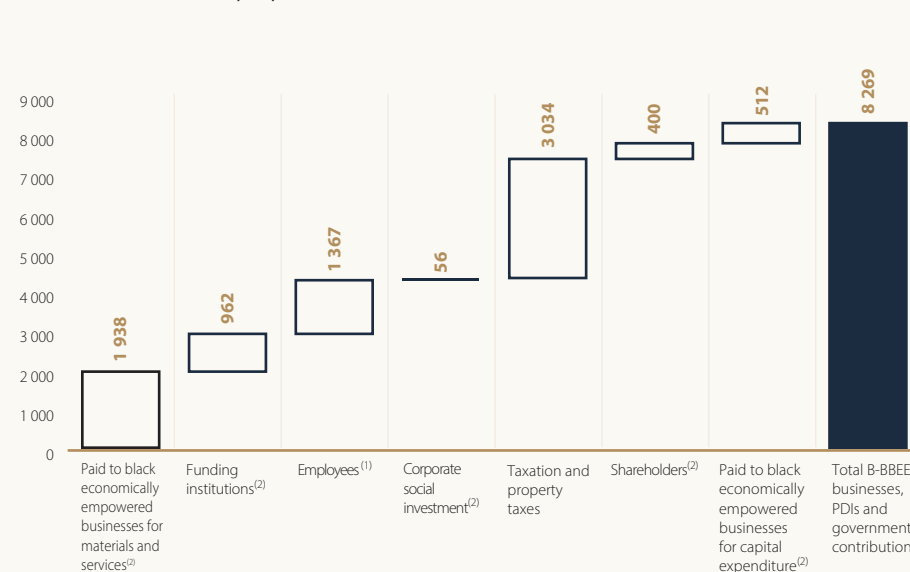 9 000
8 000
7 000
6 000
5 000
4 000
3 000
2 000
1 000
0
1 938
962
1 367
56
3 034
400
512
8 269
Paid to black
economically
empowered
businesses for
materials and
services(2)
Funding
institutions(2)
Employees (1)
Corporate
social
investment(2)
Taxation and
property
taxes
Shareholders(2)
Paid to black
economically
empowered
businesses
for capital
expenditure(2)
Total B-BBEE
businesses,
PDIs and
government
contribution